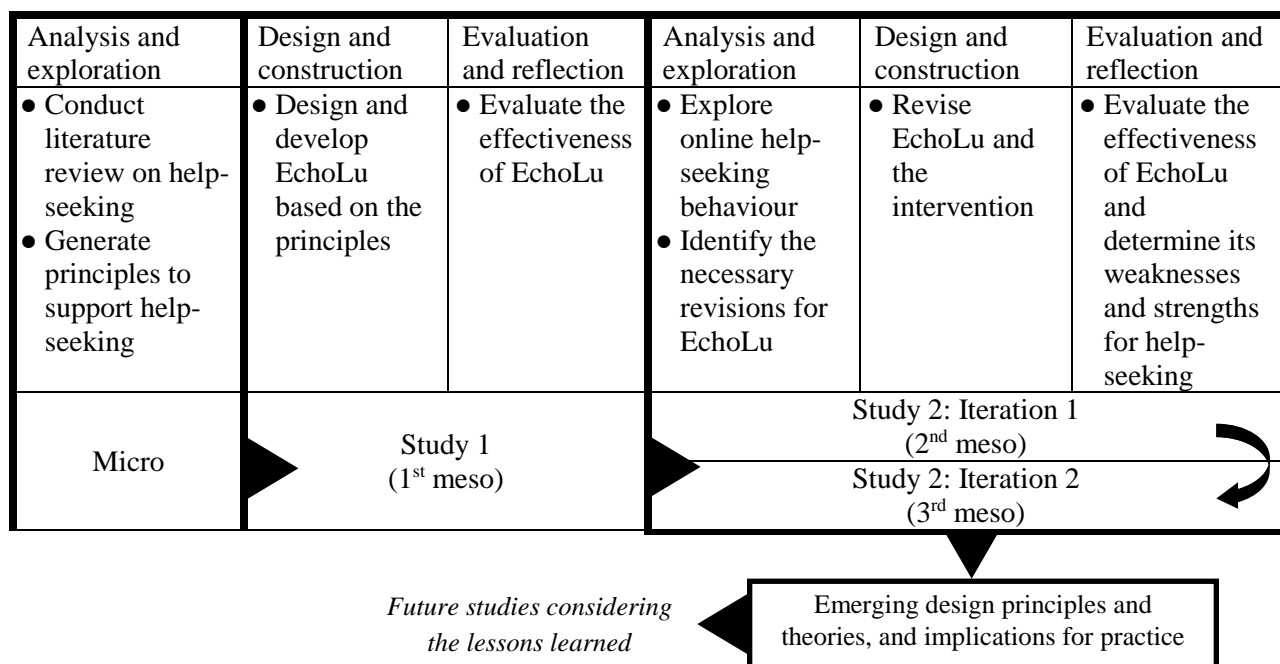 Analysis and
exploration
Design and
construction
Evaluation
and reflection
Analysis and
exploration
Design and
construction
Evaluation and
reflection
● Conduct
literature
review on help-
seeking
● Generate
principles to
support help-
seeking
● Design and
develop
EchoLu
based on the
principles
● Evaluate the
effectiveness
of EchoLu
● Explore
online help-
seeking
behaviour
● Identify the
necessary
revisions for
EchoLu
● Revise
EchoLu and
the
intervention
● Evaluate the
effectiveness
of EchoLu
and
determine its
weaknesses
and strengths
for help-
seeking
Micro
Study 1
(1st meso)
Study 2: Iteration 1
(2nd meso)
Study 2: Iteration 2
(3rd meso)
Future studies considering
the lessons learned
Emerging design principles and
theories, and implications for practice